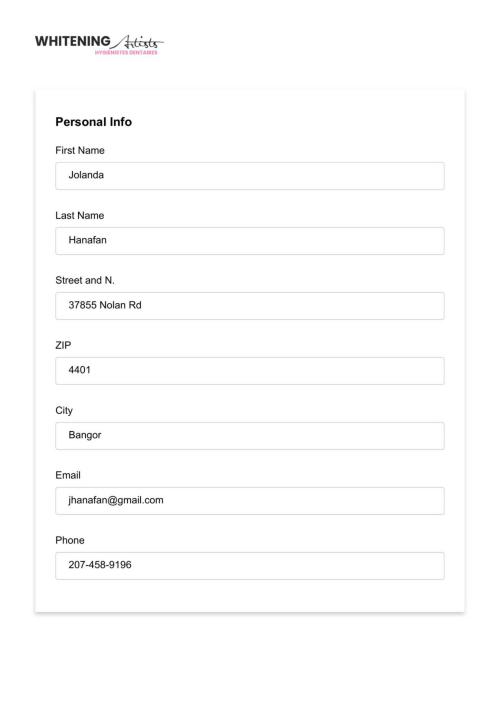 WHITENING Artists
HYGIÉNISTES DENTAIRES
Personal Info
First Name
Jolanda
Last Name
Hanafan
Street and N.
37855 Nolan Rd
ZIP
4401
City
Bangor
Email
jhanafan@gmail.com
Phone
207-458-9196